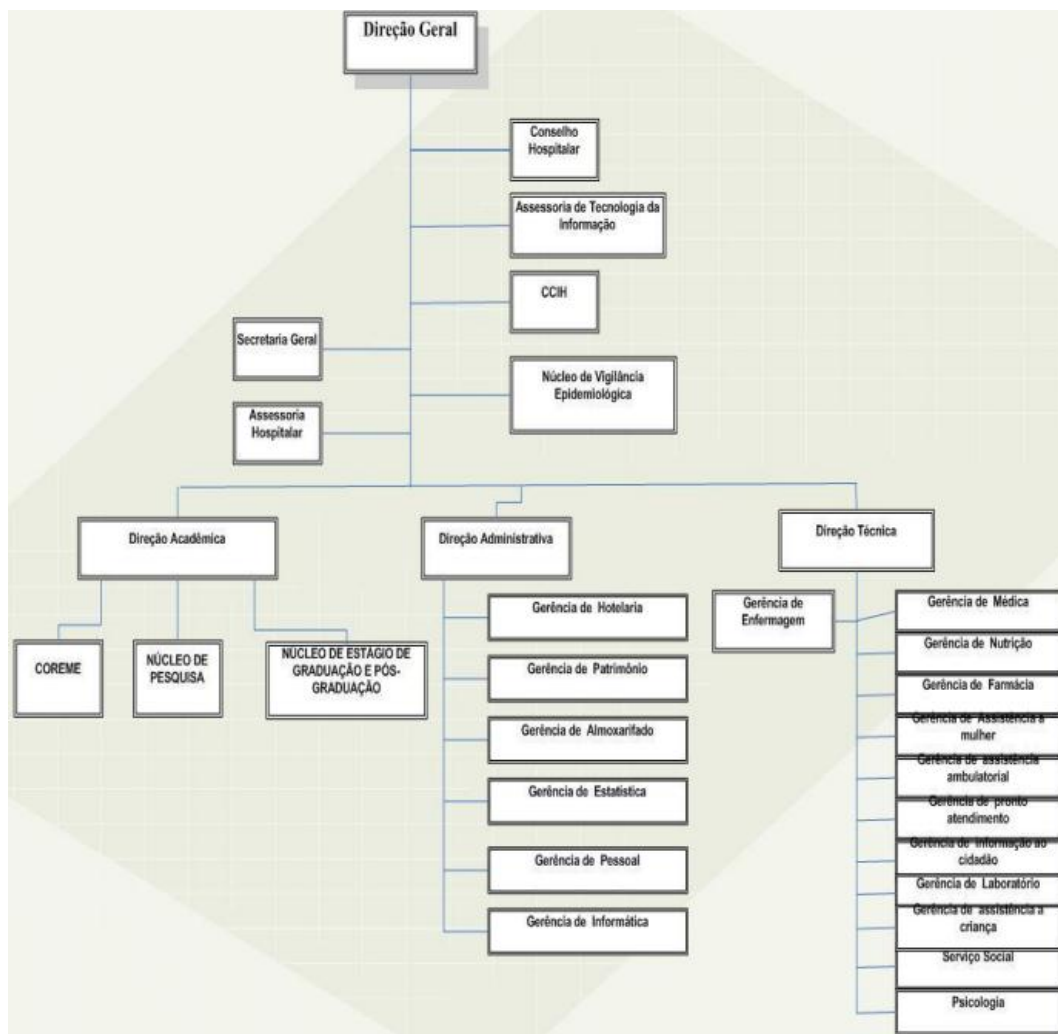 Direção Geral
Conselho
Hospitalar
Assessoria de Tecnologia da
Informação
CCIH
Secretaria Geral
Núcleo de Vigilância
Epidemiológica
Assessoria
Hospitalar
Direção Acadêmica
Direção Administrativa
Direção Técnica
COREME
NÚCLEO DE
PESQUISA
NÚCLEO DE ESTÁGIO DE
GRADUAÇÃO E PÓS-
GRADUAÇÃO
Gerência de Hotelaria
Gerência de Patrimônio
Gerência de Almoxarifado
Gerência de Estatística
Gerência de Pessoal
Gerência de Informática
Gerência de
Enfermagem
Gerência de Médica
Gerência de Nutrição
Gerência de Farmácia
Gerência de Assistência a
mulher
Gerência de assistência
ambulatorial
Gerência de pronto
atendimento
Gerência de Informação ao
cidadão
Gerência de Laboratório
Gerência de assistência a
criança
Serviço Social
Psicologia